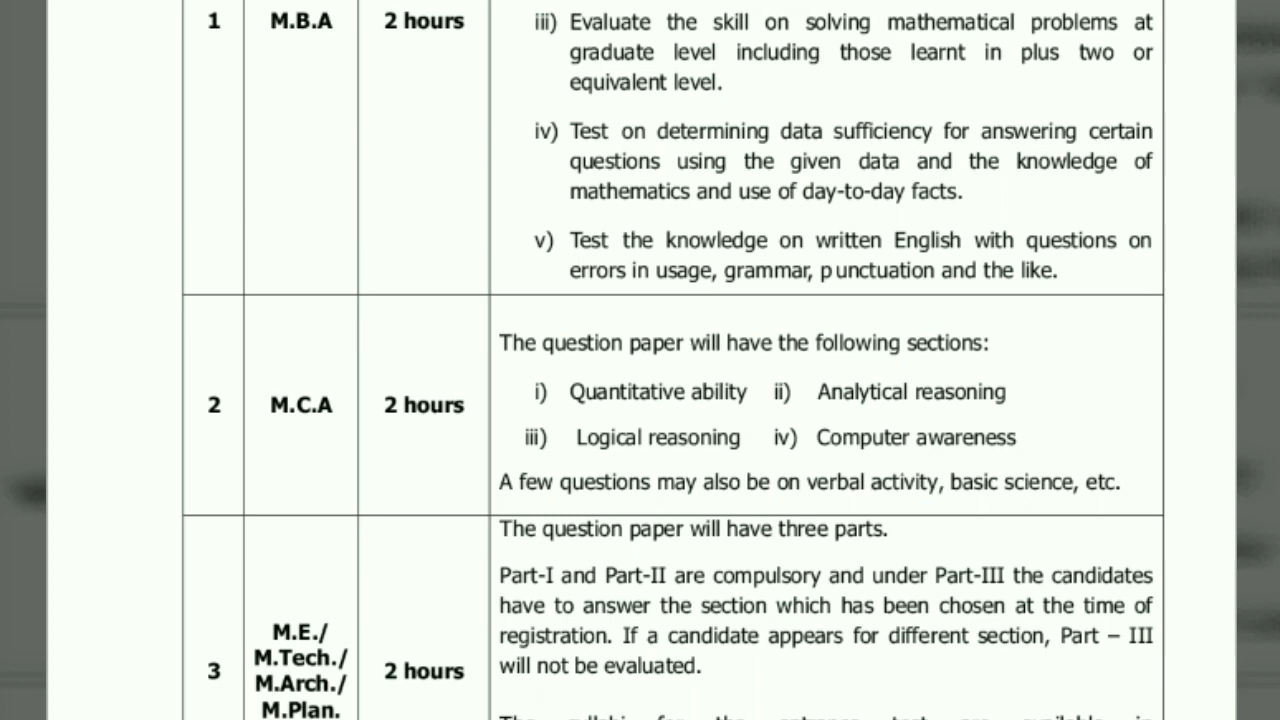 1 M.B.A 2 hours iii) Evaluate the skill on solving mathematical problems at
graduate level including those learnt in plus two or
equivalent level.
iv) Test on determining data sufficiency for answering certain
questions using the given data and the knowledge of
mathematics and use of day-to-day facts.
v) Test the knowledge on written English with questions on
errors in usage, grammar, punctuation and the like.
The question paper will have the following sections:
i) Quantitative ability ii) Analytical reasoning
2 M.C.A 2 hours
iii) Logical reasoning iv) Computer awareness
A few questions may also be on verbal activity, basic science, etc.
The question paper will have three parts.
Part-I and Part-II are compulsory and under Part-III the candidates
have to answer the section which has been chosen at the time of
registration. If a candidate appears for different section, Part – III
will not be evaluated.
M.E./
M.Tech./
3 2 hours
M.Arch./
M.Plan.